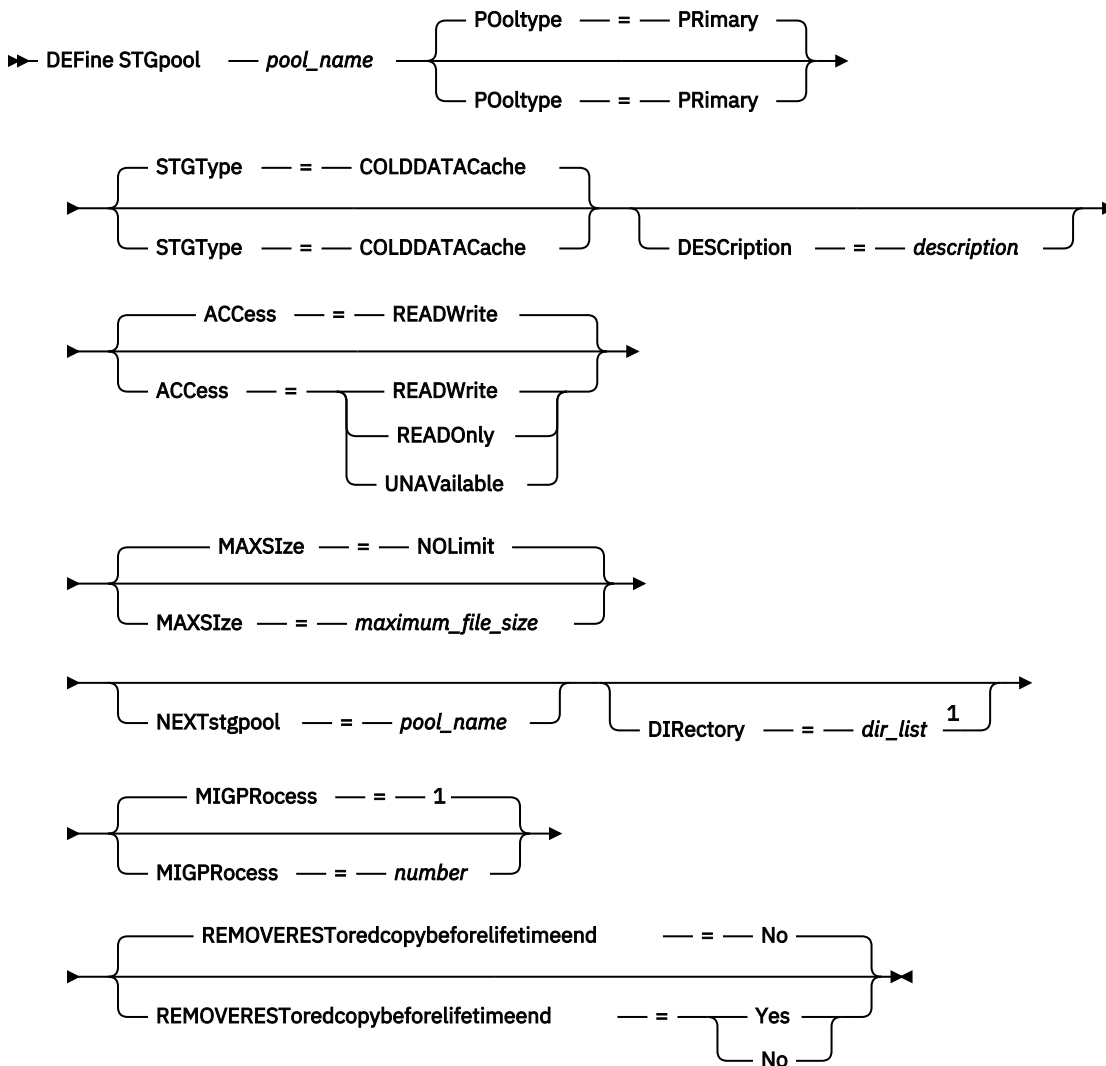 POoltype = PRimary
DEFine STGpool pool_name
POoltype = PRimary
STGType = COLDDATACache
STGType = COLDDATACache
DESCription = description
ACCess = READWrite
ACCess = READWrite
READOnly
UNAVailable
MAXSIze = NOLimit
MAXSIze = maximum_file_size
NEXTstgpool = pool_name
DIRectory = dir_list 1
MIGPRocess = 1
MIGPRocess = number
REMOVERESToredcopybeforelifetimeend = No
REMOVERESToredcopybeforelifetimeend = Yes
No